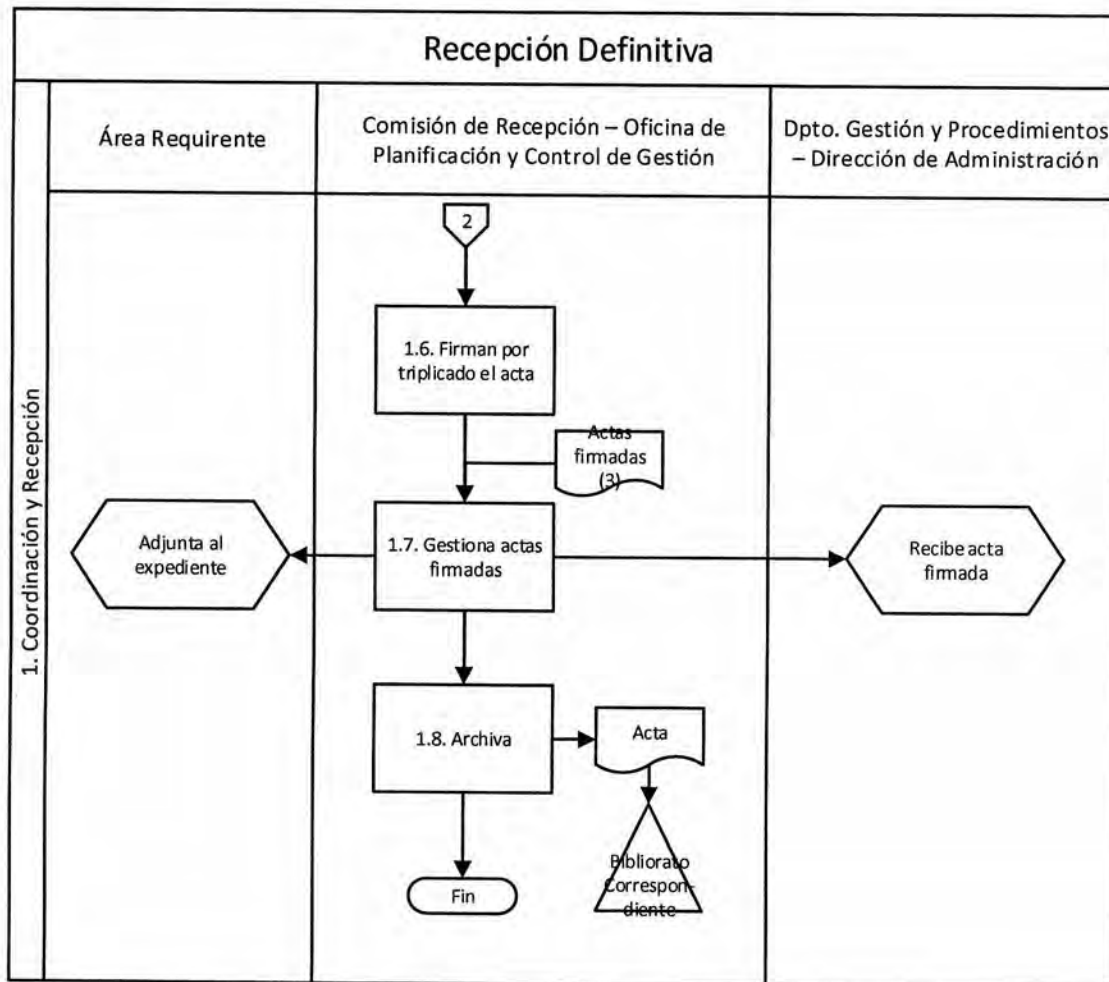 Recepción Definitiva
Área Requirente
Comisión de Recepción – Oficina de
Planificación y Control de Gestión
Dpto. Gestión y Procedimientos
– Dirección de Administración
1. Coordinación y Recepción
2
1.6. Firman por
triplicado el acta
Actas
firmadas
(3)
Adjunta al
expediente
1.7. Gestiona actas
firmadas
Recibe acta
firmada
1.8. Archiva
Acta
Bibliorato
Correspon-
diente
Fin